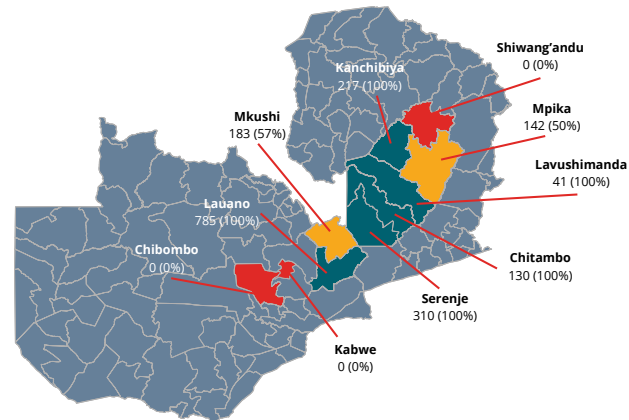 Shiwang'andu
0 (0%)
Kanchibiya
217 (100%)
Mpika
142 (50%)
Mkushi
183 (57%)
Lavushimanda
41 (100%)
Lauano
785 (100%)
Chibombo
0 (0%)
Chitambo
130 (100%)
Serenje
310 (100%)
Kabwe
0 (0%)